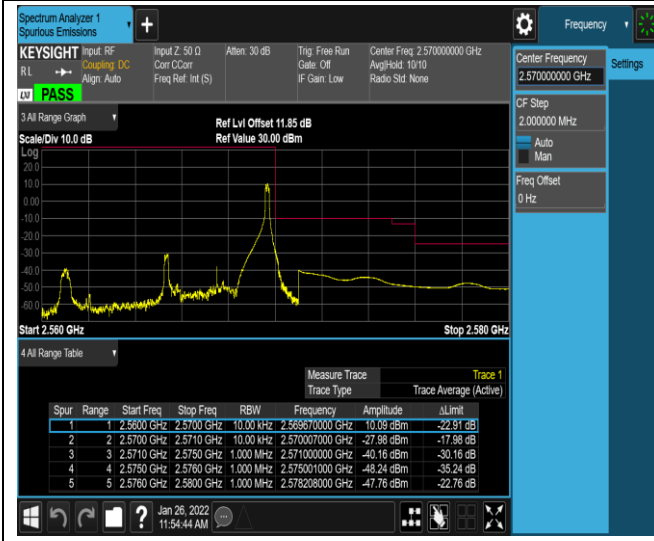 Spectrum Analyzer 1
Spurious Emissions
Frequency
KEYSIGHT Input: RF Input Z: 50 Ω Atten: 30 dB Trig: Free Run Center Freq: 2.570000000 GHz
RL Coupling: DC Corr CCorr Gate: Off Avg|Hold: 10/10
Align: Auto Freq Ref: Int (S) IF Gain: Low Radio Std: None
LXI PASS
Center Frequency
2.570000000 GHz
Settings
CF Step
2.000000 MHz
Auto
Man
Freq Offset
0 Hz
3 All Range Graph
Ref Lvl Offset 11.85 dB
Scale/Div 10.0 dB Ref Value 30.00 dBm
Log
20.0
10.0
0.00
-10.0
-20.0
-30.0
-40.0
-50.0
-60.0
Start 2.560 GHz Stop 2.580 GHz
4 All Range Table
Measure Trace Trace 1
Trace Type Trace Average (Active)
Spur Range Start Freq Stop Freq RBW Frequency Amplitude ΔLimit
1 1 2.5600 GHz 2.5700 GHz 10.00 kHz 2.569670000 GHz 10.09 dBm -22.91 dB
2 2 2.5700 GHz 2.5710 GHz 10.00 kHz 2.570007000 GHz -27.98 dBm -17.98 dB
3 3 2.5710 GHz 2.5750 GHz 1.000 MHz 2.571000000 GHz -40.16 dBm -30.16 dB
4 4 2.5750 GHz 2.5760 GHz 1.000 MHz 2.575001000 GHz -48.24 dBm -35.24 dB
5 5 2.5760 GHz 2.5800 GHz 1.000 MHz 2.578208000 GHz -47.76 dBm -22.76 dB
Jan 26, 2022
11:54:44 AM